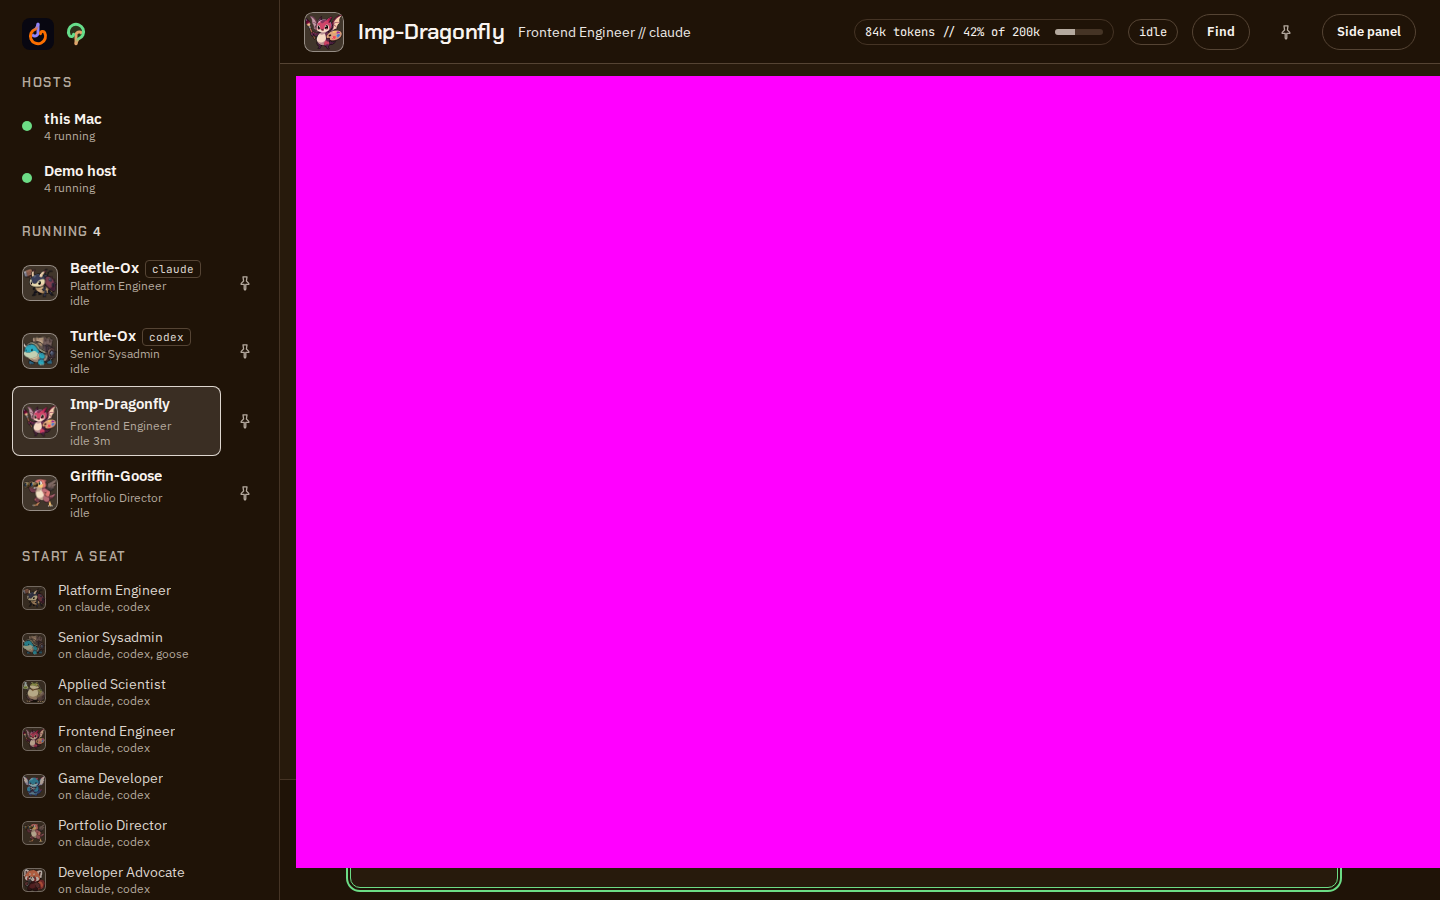 HOSTS
this Mac
4 running
Demo host
4 running
RUNNING 4
Beetle-Ox claude
Platform Engineer
idle
Turtle-Ox codex
Senior Sysadmin
idle
Imp-Dragonfly
Frontend Engineer
idle 3m
Griffin-Goose
Portfolio Director
idle
START A SEAT
Platform Engineer
on claude, codex
Senior Sysadmin
on claude, codex, goose
Applied Scientist
on claude, codex
Frontend Engineer
on claude, codex
Game Developer
on claude, codex
Portfolio Director
on claude, codex
Developer Advocate
on claude, codex
Imp-Dragonfly Frontend Engineer // claude 84k tokens // 42% of 200k idle Find Side panel